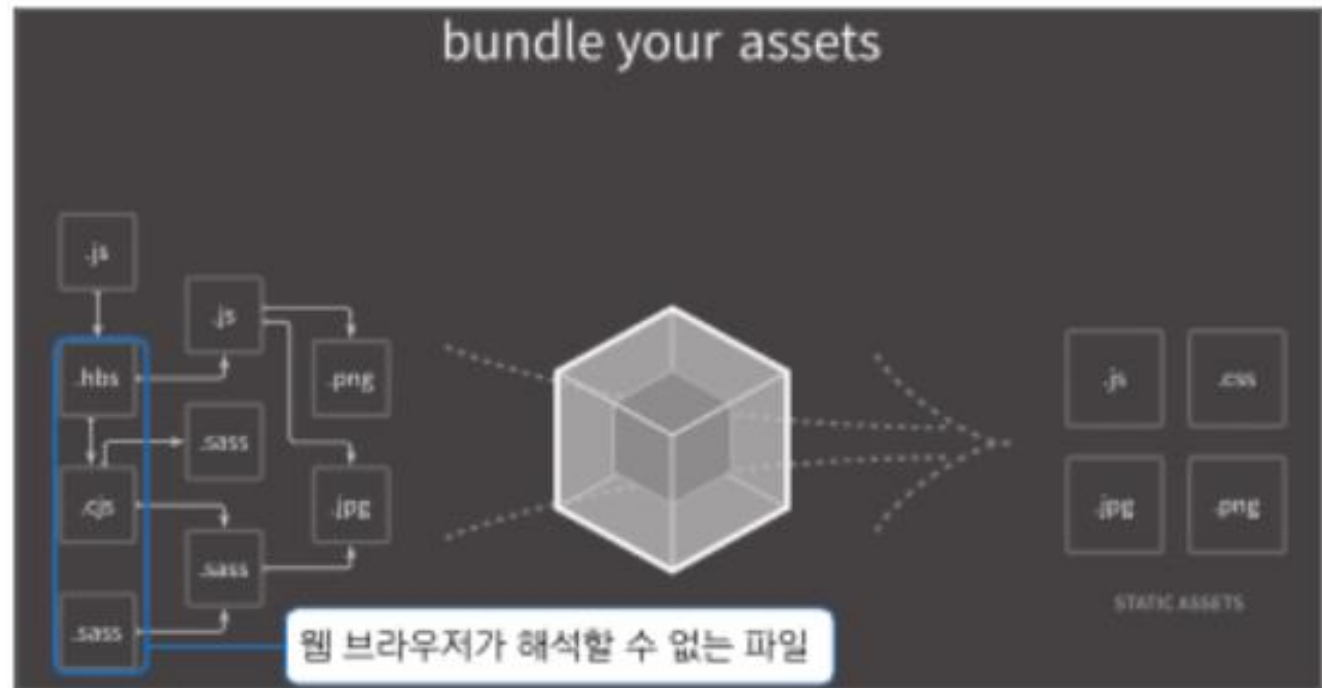 bundle your assets
.js
.js
.hbs
.png
.sass
.cjs
.jpg
.sass
.sass
.js
.css
.jpg
.png
STATIC ASSETS
웹 브라우저가 해석할 수 없는 파일